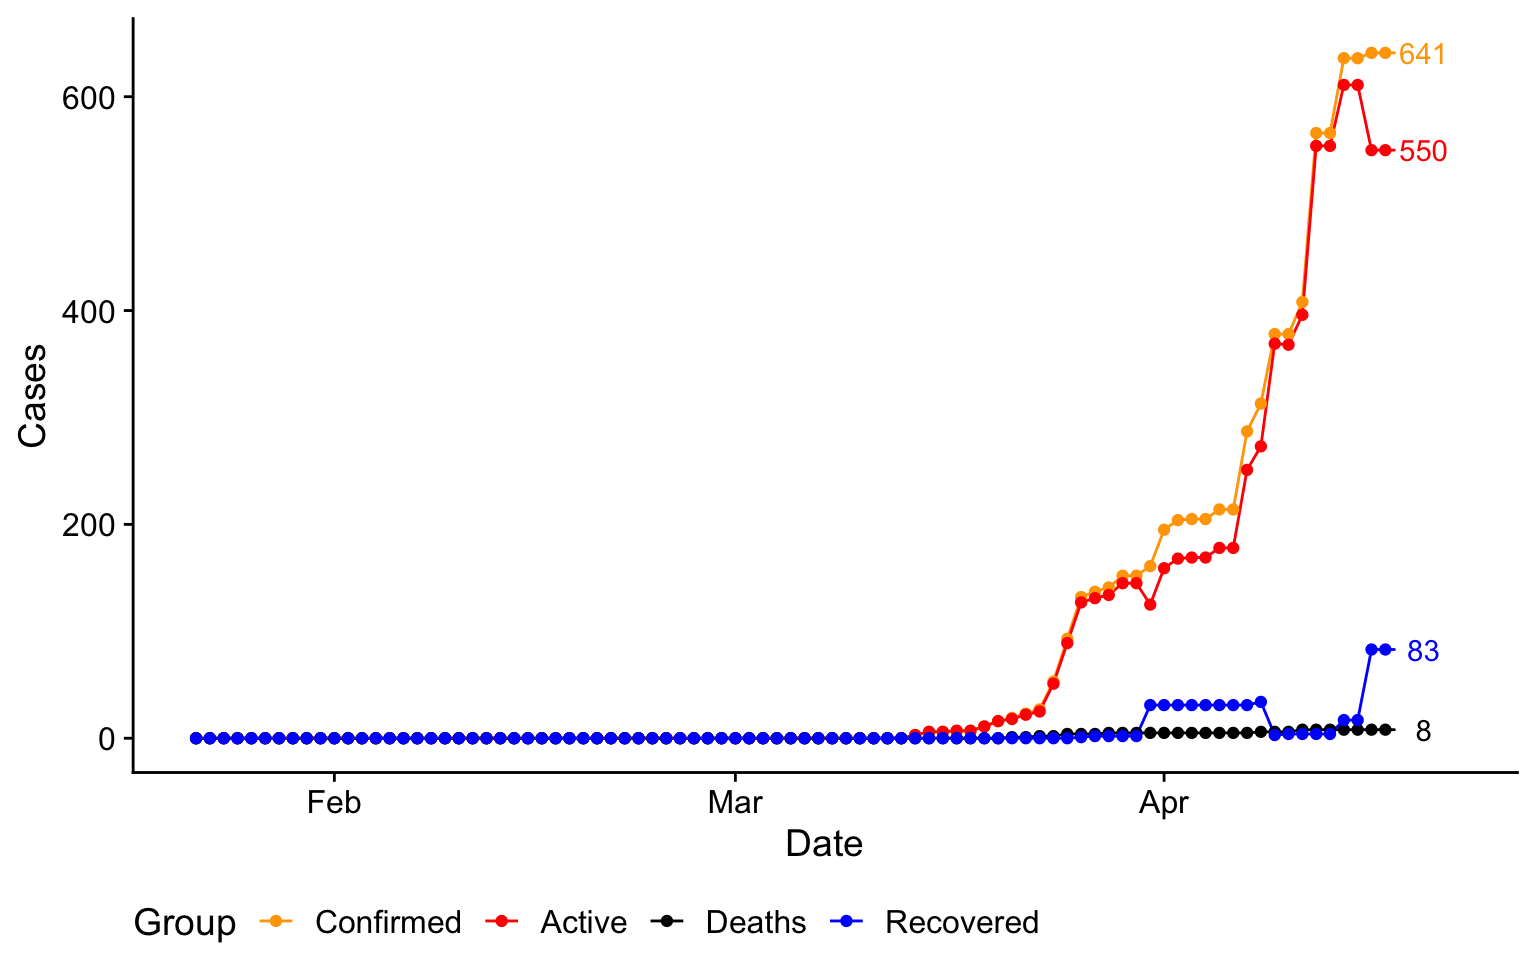 641
600
550
400
Cases
200
83
8
0
Feb Mar Apr
Date
Group Confirmed Active Deaths Recovered